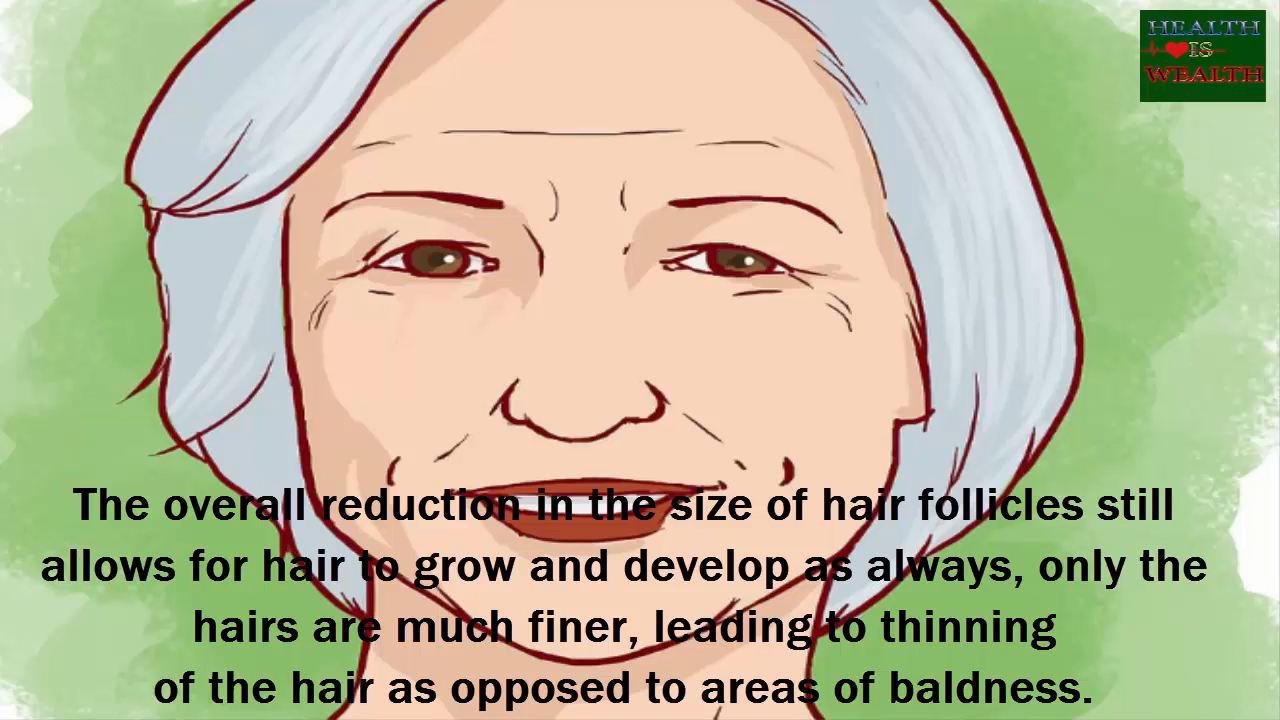 HEALTH
IS
WEALTH
The overall reduction in the size of hair follicles still
allows for hair to grow and develop as always, only the
hairs are much finer, leading to thinning
of the hair as opposed to areas of baldness.